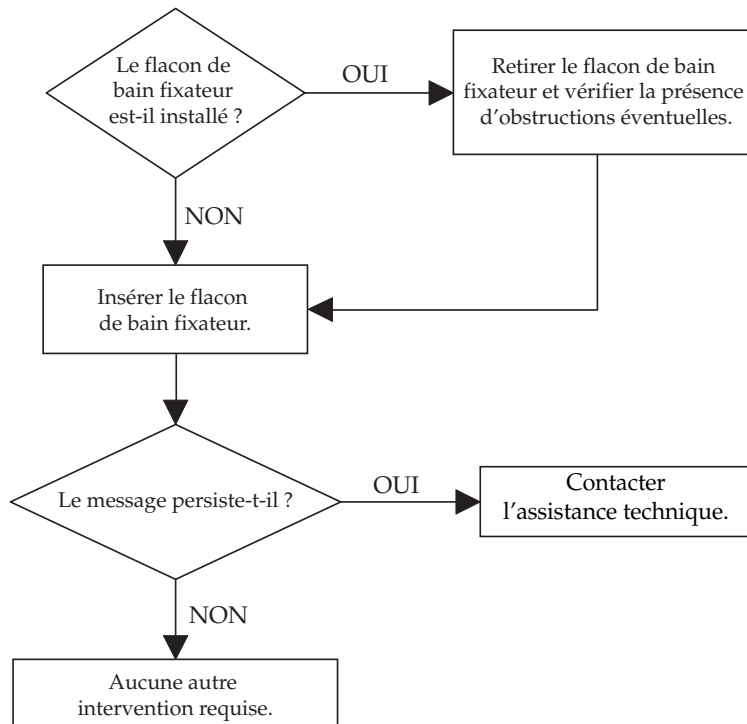 Le flacon de
bain fixateur
est-il installé ?
OUI
Retirer le flacon de bain
fixateur et vérifier la présence
d’obstructions éventuelles.
NON
Insérer le flacon
de bain fixateur.
Le message persiste-t-il ?
OUI
Contacter
l’assistance technique.
NON
Aucune autre
intervention requise.